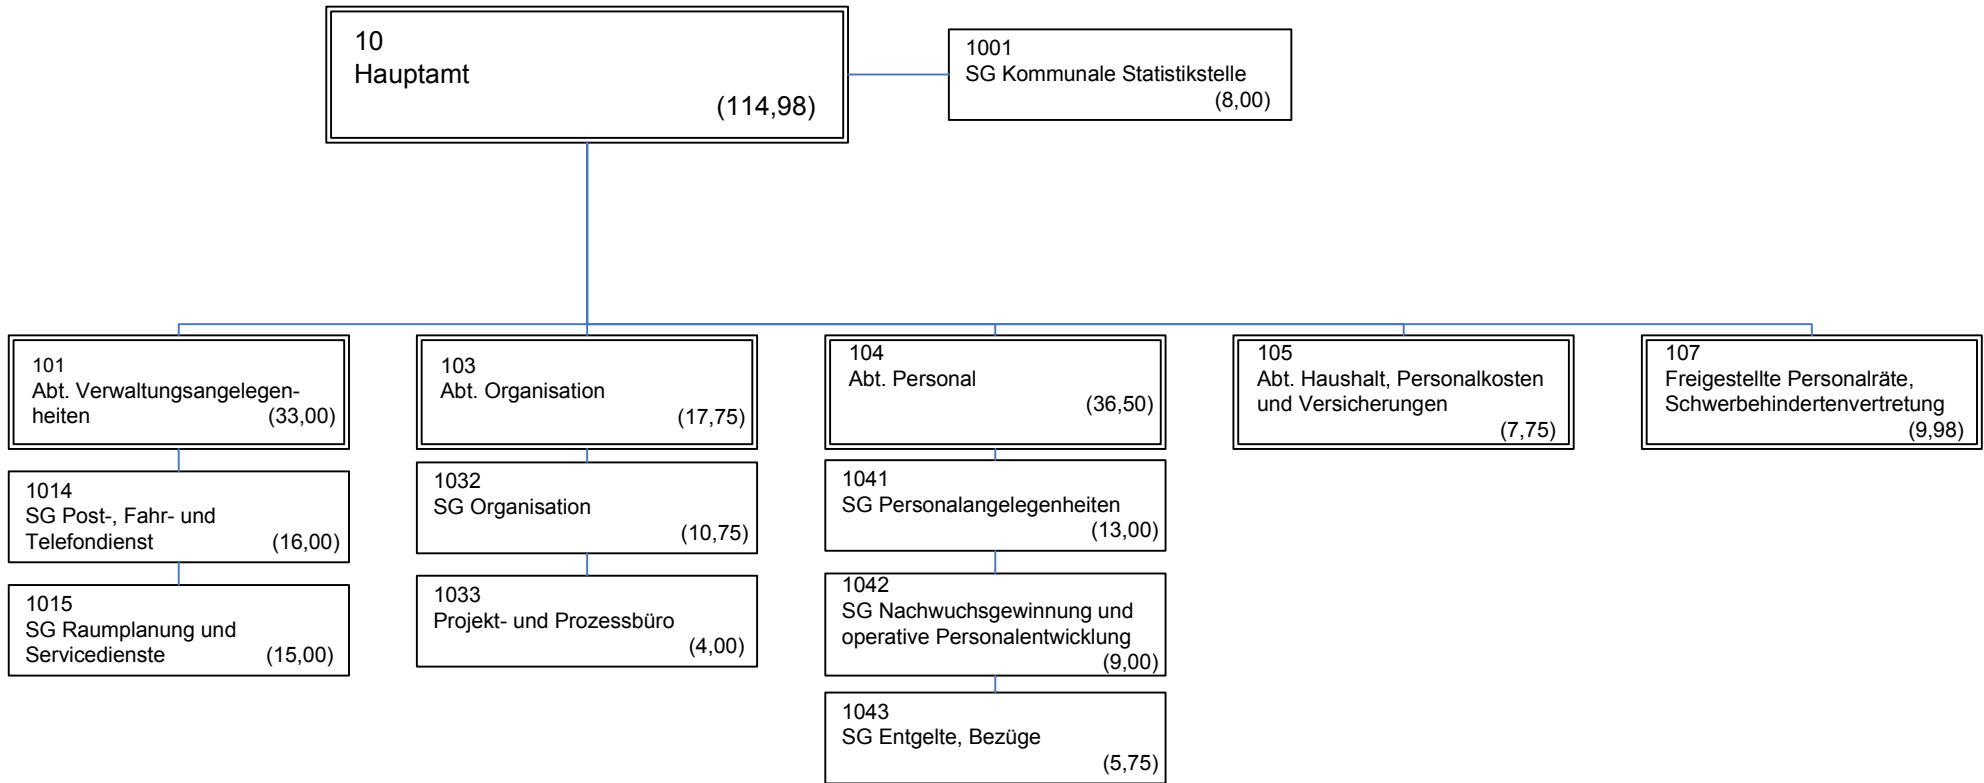 10
Hauptamt
(114,98)
1001
SG Kommunale Statistikstelle
(8,00)
101
Abt. Verwaltungsangelegen-
heiten (33,00)
1014
SG Post-, Fahr- und
Telefondienst (16,00)
1015
SG Raumplanung und
Servicedienste (15,00)
103
Abt. Organisation
(17,75)
1032
SG Organisation
(10,75)
1033
Projekt- und Prozessbüro
(4,00)
104
Abt. Personal
(36,50)
1041
SG Personalangelegenheiten
(13,00)
1042
SG Nachwuchsgewinnung und
operative Personalentwicklung
(9,00)
1043
SG Entgelte, Bezüge
(5,75)
105
Abt. Haushalt, Personalkosten
und Versicherungen
(7,75)
107
Freigestellte Personalräte,
Schwerbehindertenvertretung
(9,98)